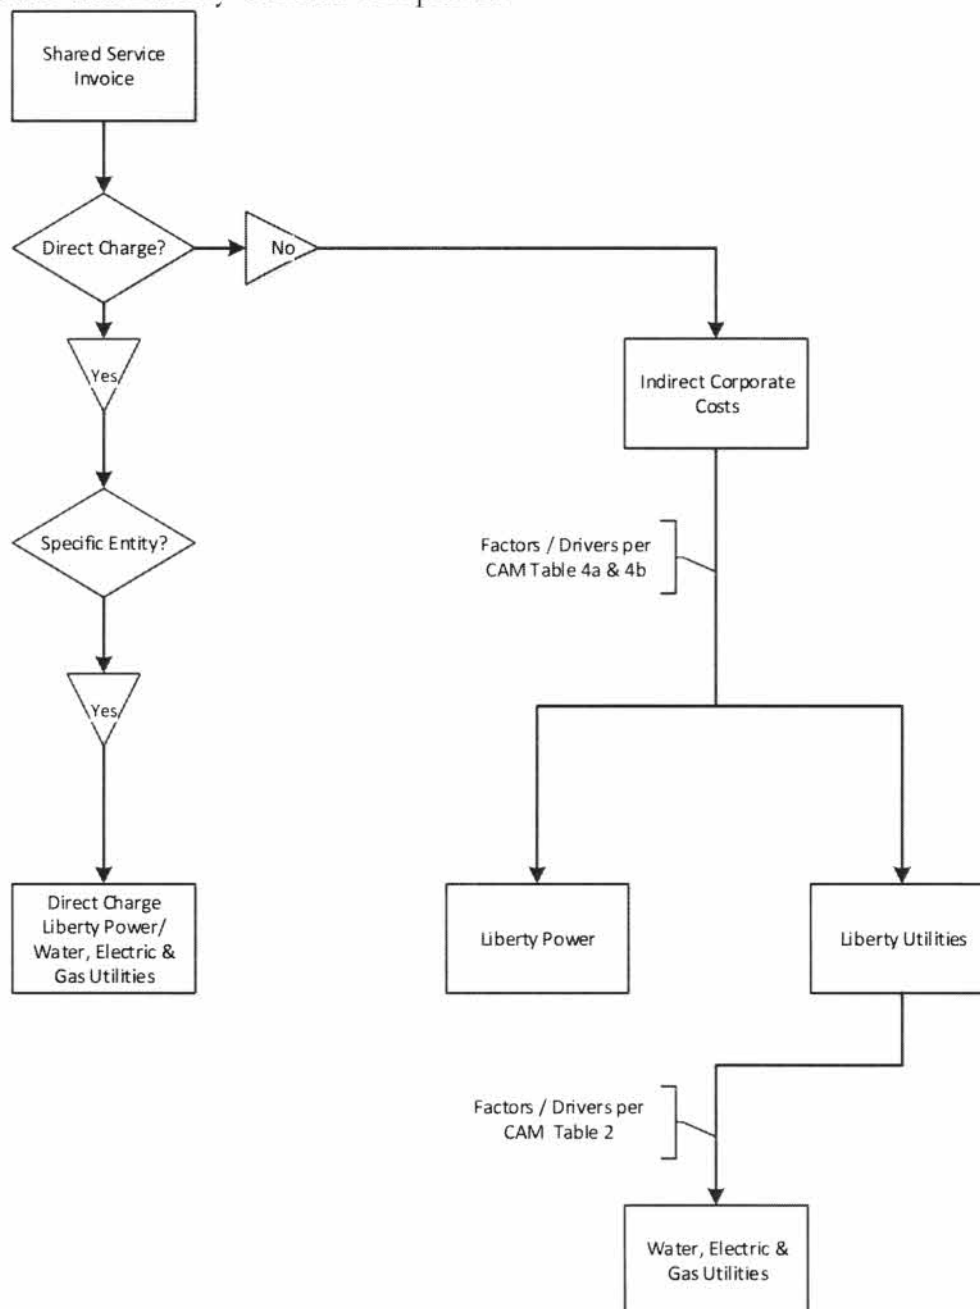 Shared Service
Invoice
Direct Charge?
No
Yes
Indirect Corporate
Costs
Specific Entity?
Factors / Drivers per
CAM Table 4a & 4b
Yes
Direct Charge
Liberty Power/
Water, Electric &
Gas Utilities
Liberty Power
Liberty Utilities
Factors / Drivers per
CAM Table 2
Water, Electric &
Gas Utilities